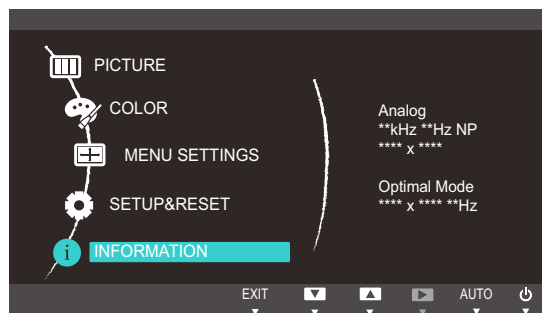 PICTURE
COLOR
MENU SETTINGS
SETUP&RESET
i INFORMATION
Analog
**kHz **Hz NP
**** x ****
Optimal Mode
**** x **** **Hz
EXIT
AUTO